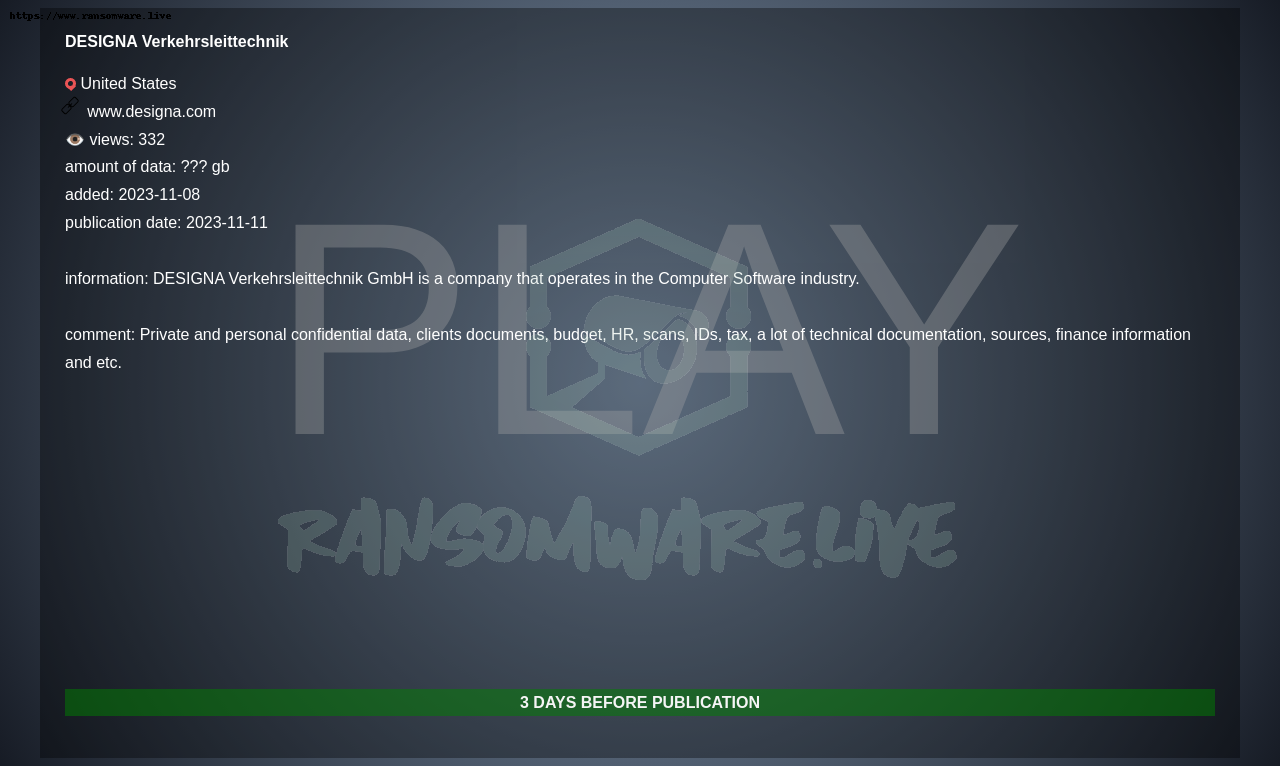 https://www.ransomware.live
DESIGNA Verkehrsleittechnik
United States
www.designa.com
views: 332
amount of data: ??? gb
added: 2023-11-08
publication date: 2023-11-11
PLAY
information: DESIGNA Verkehrsleittechnik GmbH is a company that operates in the Computer Software industry.
comment: Private and personal confidential data, clients documents, budget, HR, scans, IDs, tax, a lot of technical documentation, sources, finance information
and etc.
RANSOMWARE.LIVE
3 DAYS BEFORE PUBLICATION